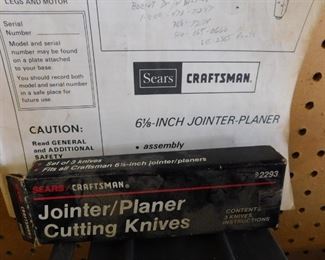 LEGS AND MOTOR
Serial
Number
Model and serial
number may be found
on a plate attached
to your base.
You should record both
model and serial number
in a safe place for
future use.
CAUTION:
Read GENERAL
and ADDITIONAL
SAFETY
Sears
CRAFTSMAN
6⅛-INCH JOINTER-PLANER
• assembly
Set of 3 knives
Fits all Craftsman 6⅛-inch jointer/planers
SEARS/CRAFTSMAN®
92293
Jointer/Planer
Cutting Knives
CONTENTS:
3 KNIVES
INSTRUCTIONS